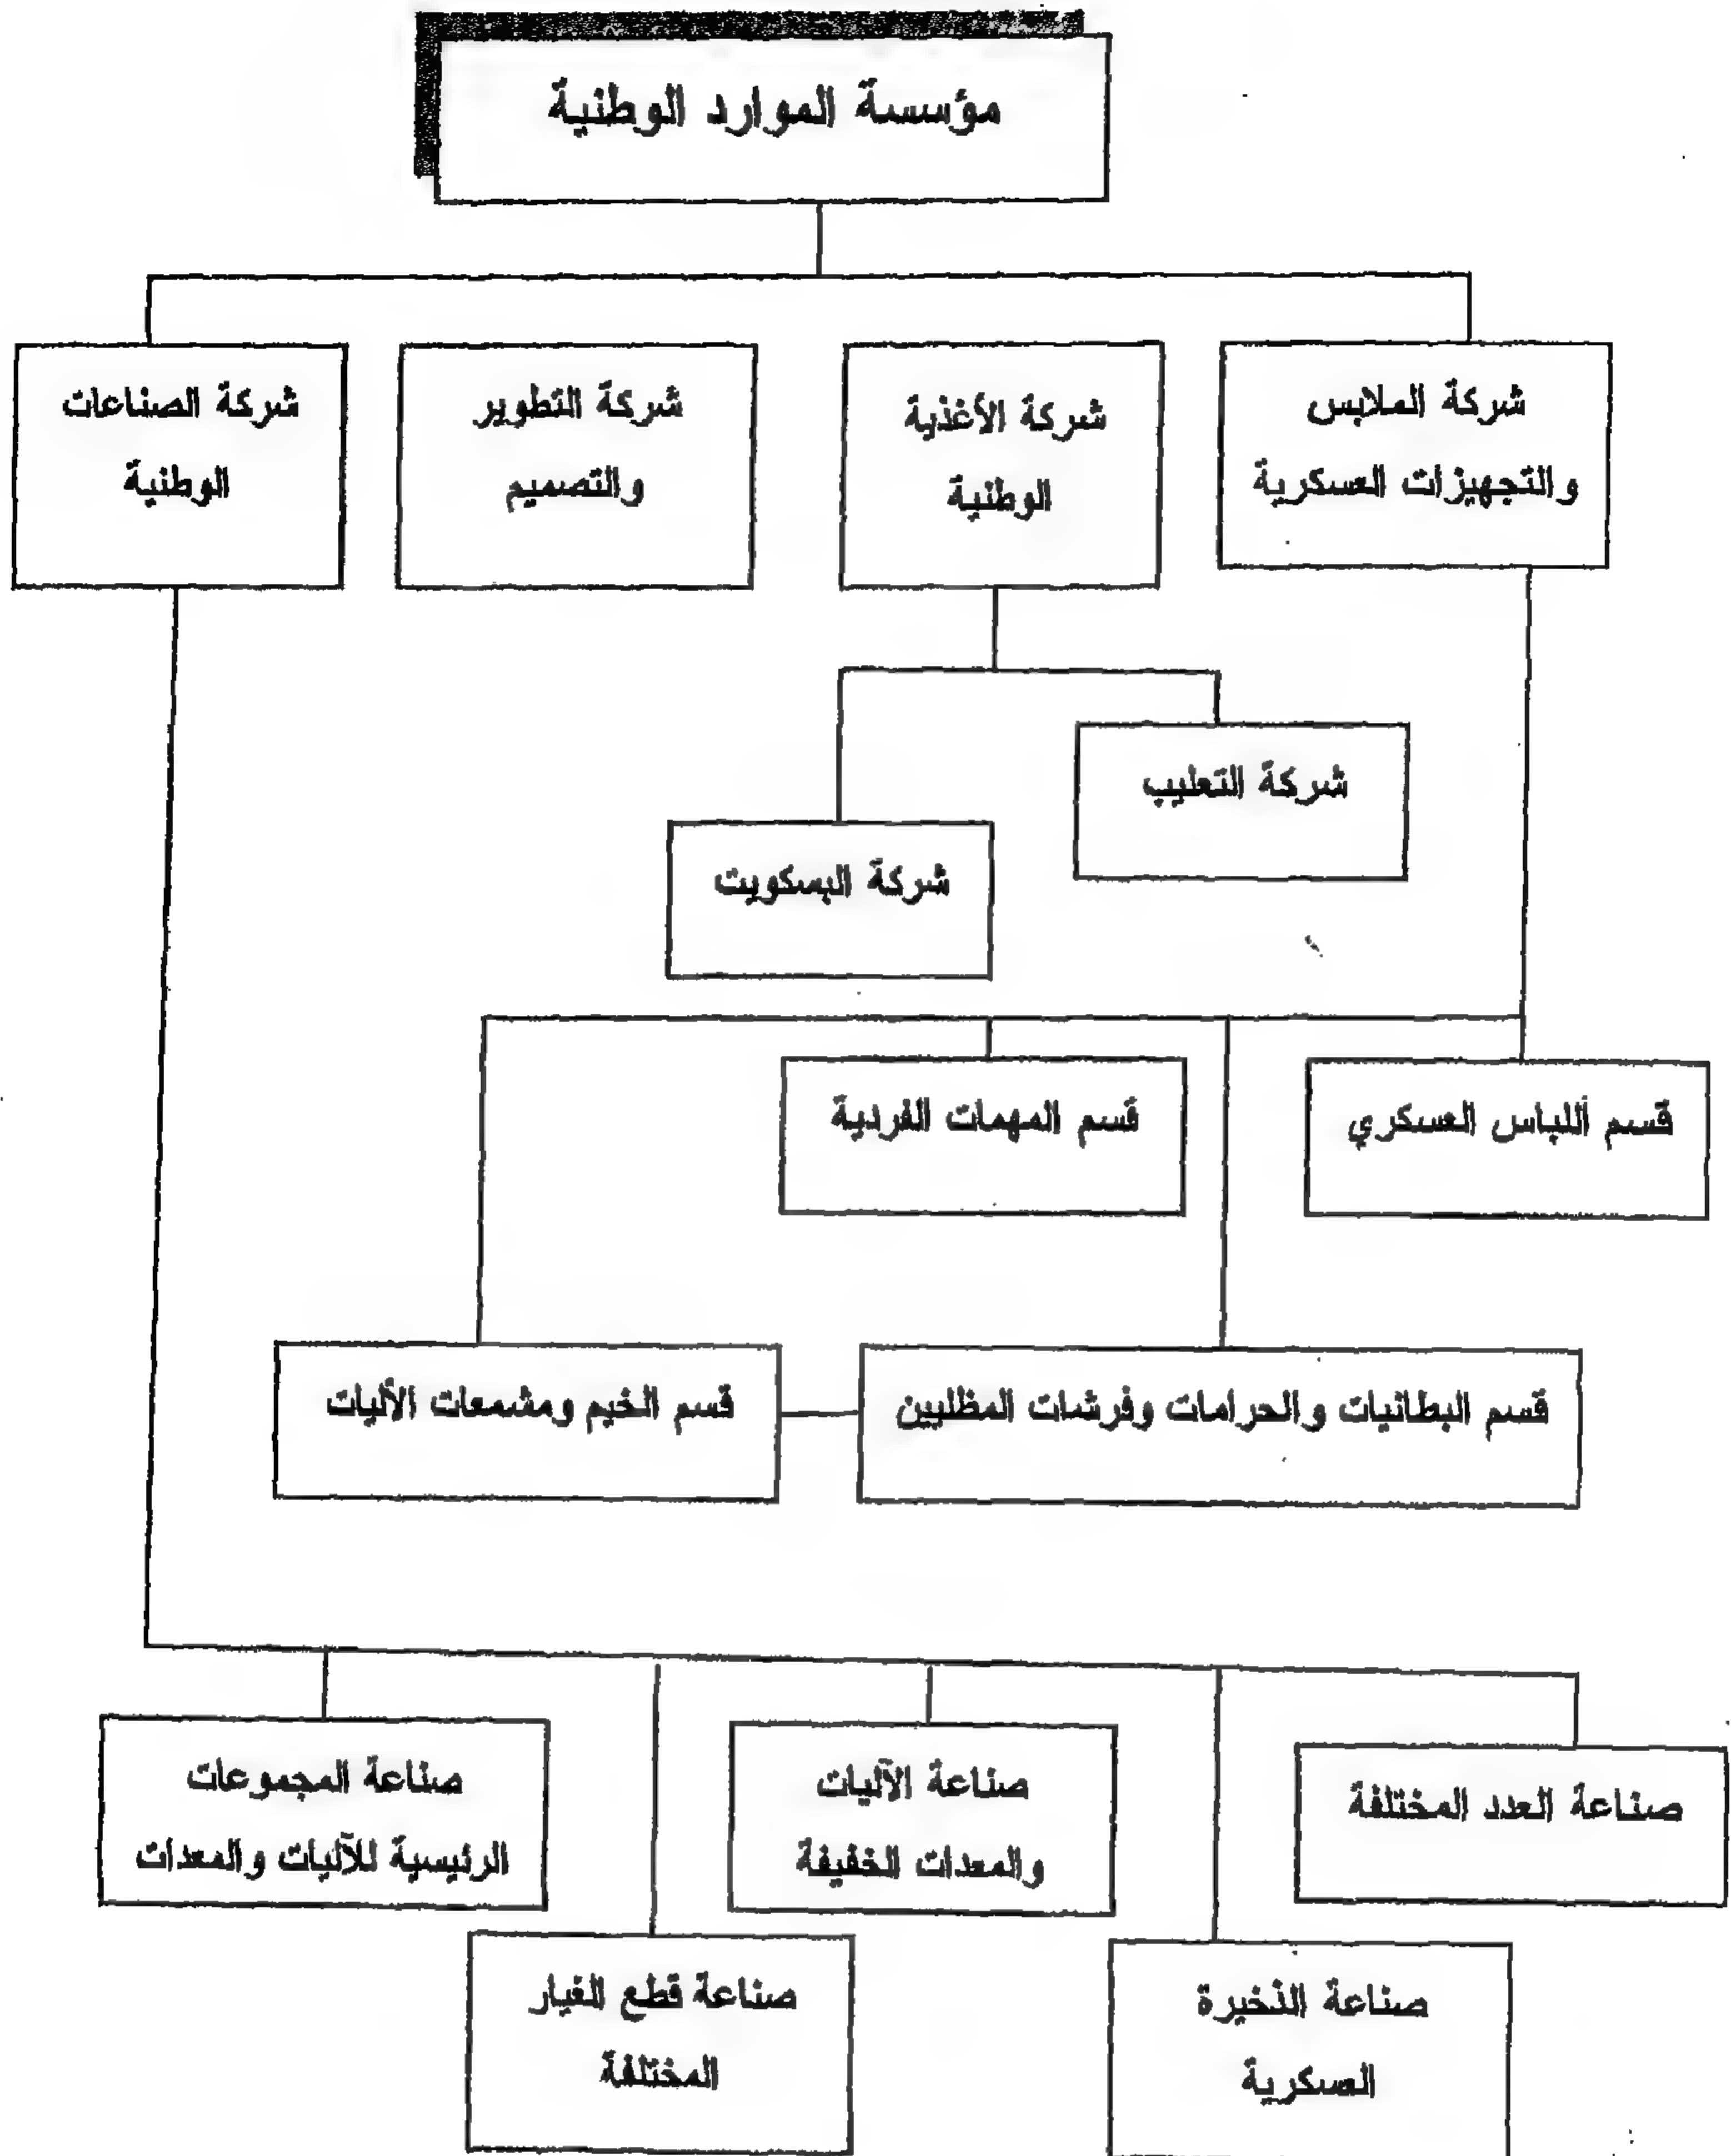 مؤسسة الموارد الوطنية
شركة الملابس
والتجهيزات العسكرية
شركة الأغذية
الوطنية
شركة التطوير
والتصميم
شركة الصناعات
الوطنية
شركة التعليب
شركة البسكويت
قسم أللباس العسكري
قسم المهمات الفردية
قسم البطانيات والحرامات وفرشات المظليين
قسم الخيم ومشمعات الأليات
صناعة العدد المختلفة
صناعة الآليات
والمعدات الخفيفة
صناعة المجموعات
الرئيسية للآليات والمعدات
صناعة الذخيرة
العسكرية
صناعة قطع الغيار
المختلفة